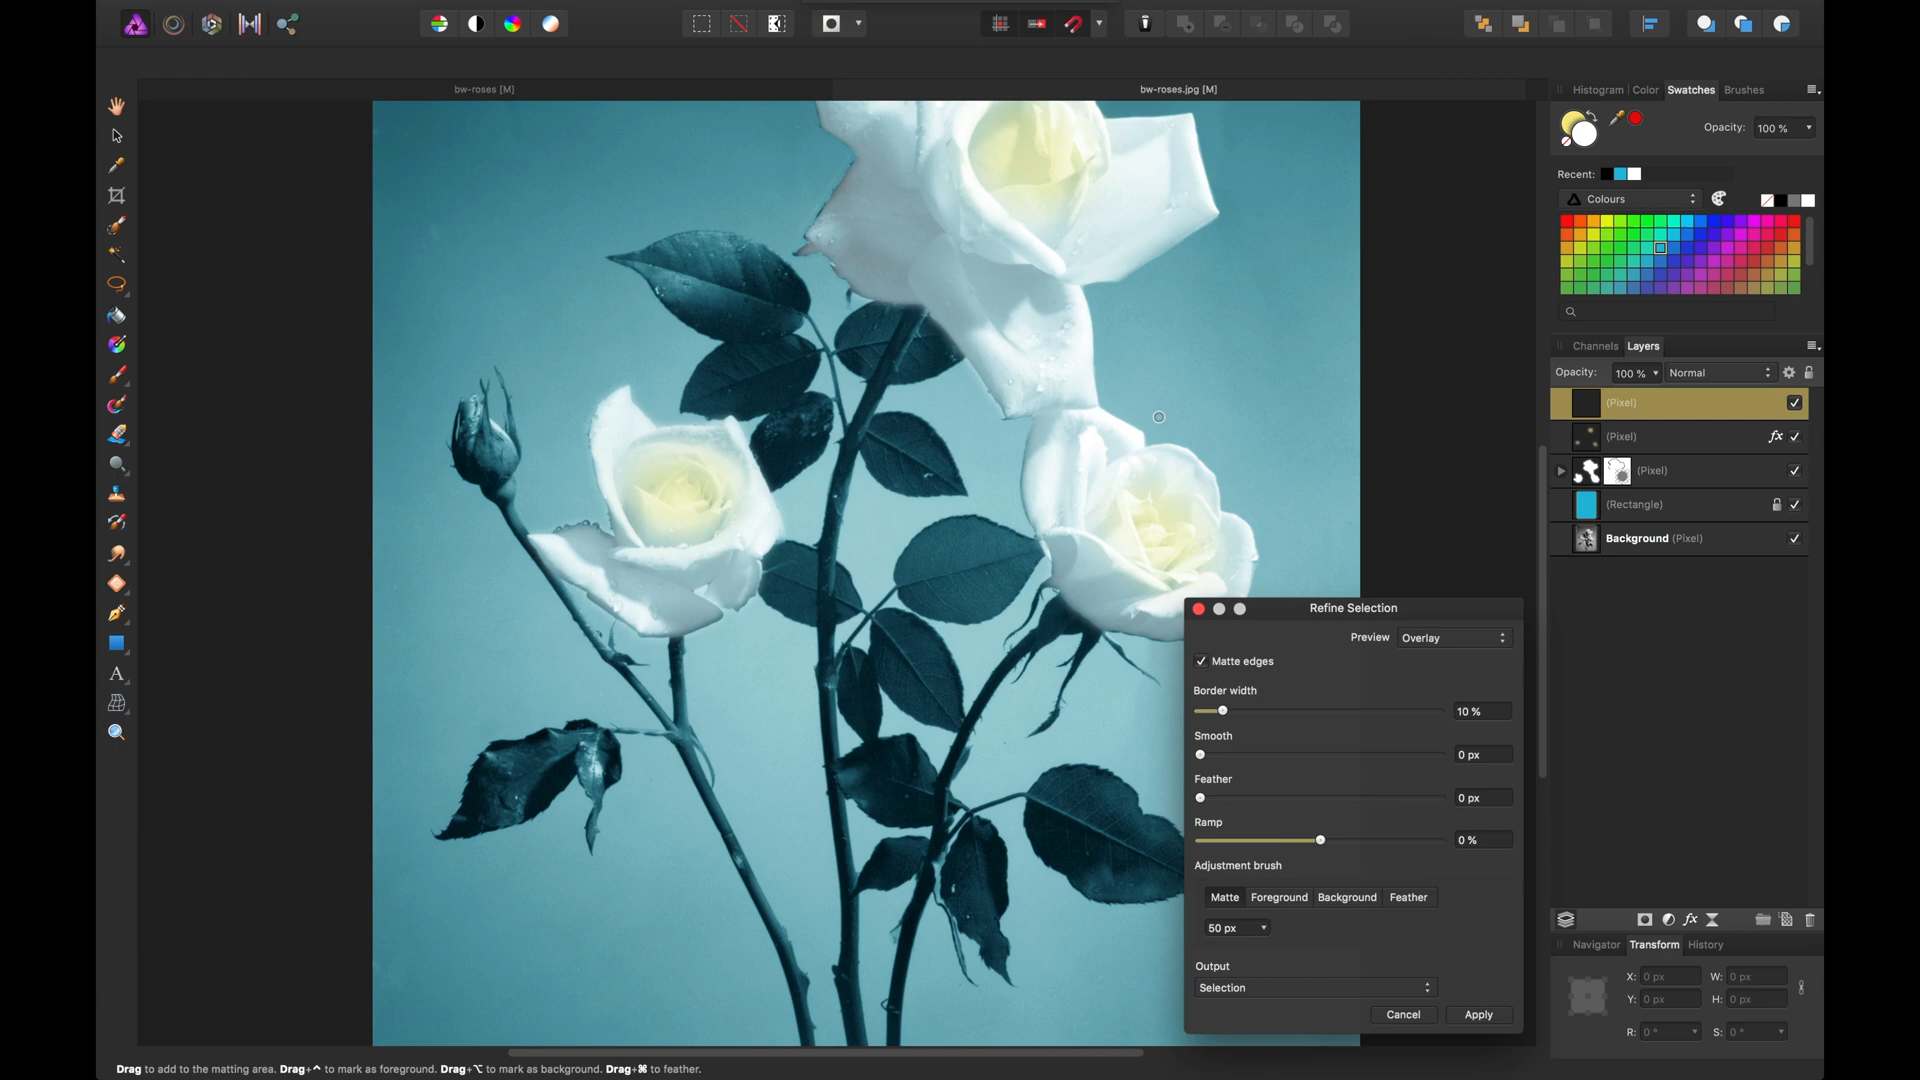 bw-roses [M]
bw-roses.jpg [M]
Histogram
Color
Swatches
Brushes
Opacity:
100 %
Recent:
Colours
Channels
Layers
Opacity:
100 %
Normal
(Pixel)
(Pixel)
fx
(Pixel)
(Rectangle)
Background (Pixel)
Refine Selection
Preview
Overlay
Matte edges
Border width
10 %
Smooth
0 px
Feather
0 px
Ramp
0 %
Adjustment brush
Matte
Foreground
Background
Feather
50 px
Output
Selection
Cancel
Apply
fx
Navigator
Transform
History
X:
0 px
W:
0 px
Y:
0 px
H:
0 px
R:
0 °
S:
0 °
A
Drag to add to the matting area. Drag+⌃ to mark as foreground. Drag+⌥ to mark as background. Drag+⌘ to feather.